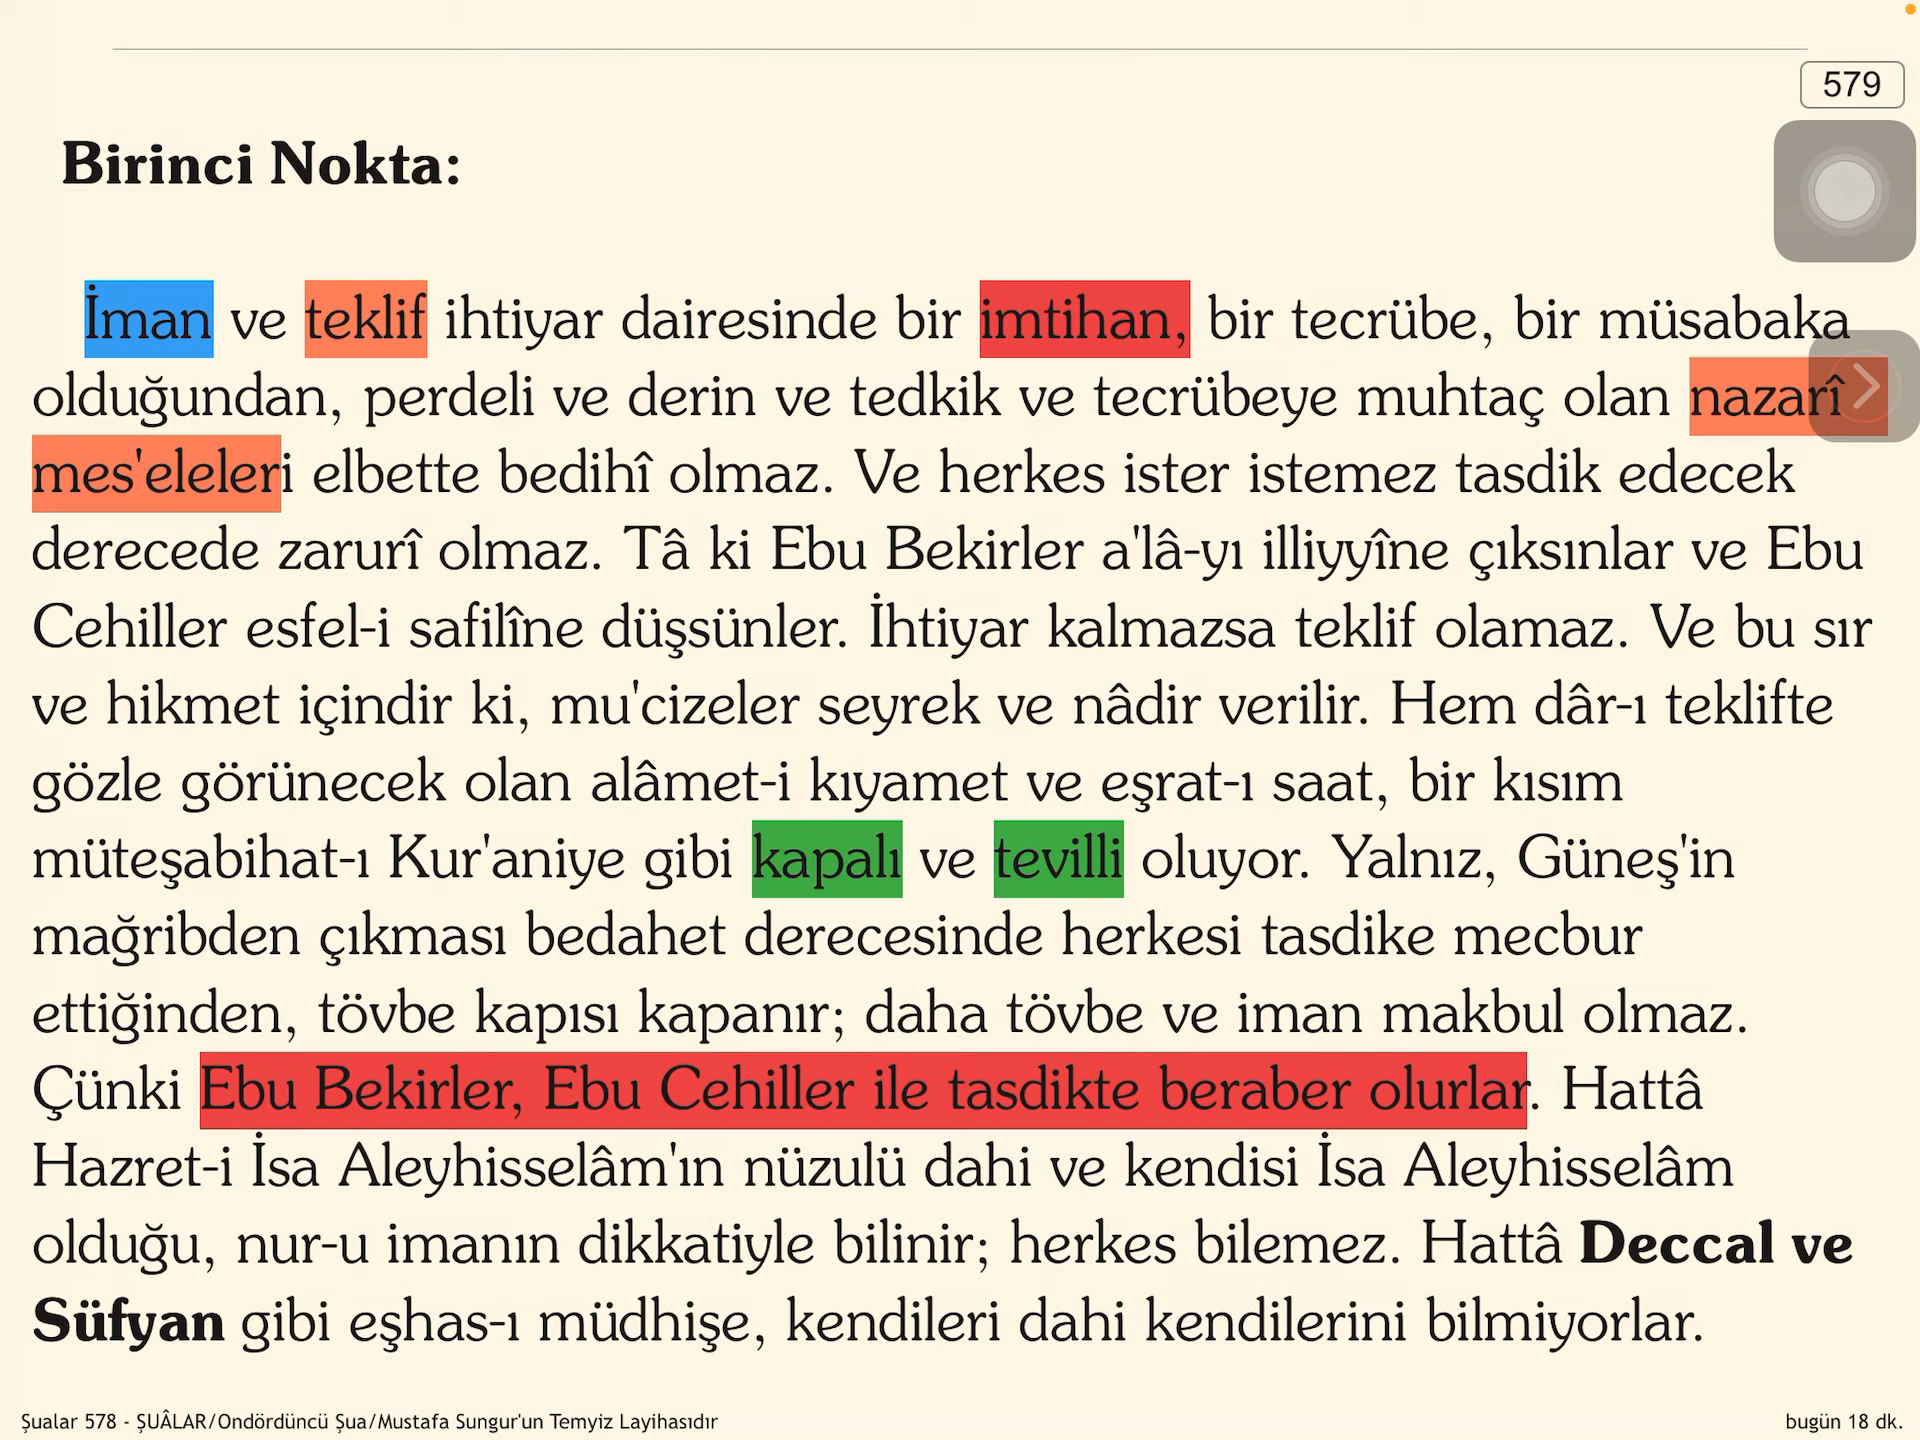 579
Birinci Nokta:
İman ve teklif ihtiyar dairesinde bir imtihan, bir tecrübe, bir müsabaka
olduğundan, perdeli ve derin ve tedkik ve tecrübeye muhtaç olan nazarî
mes'eleleri elbette bedihî olmaz. Ve herkes ister istemez tasdik edecek
derecede zarurî olmaz. Tâ ki Ebu Bekirler a'lâ-yı illiyyîne çıksınlar ve Ebu
Cehiller esfel-i safilîne düşsünler. İhtiyar kalmazsa teklif olamaz. Ve bu sır
ve hikmet içindir ki, mu'cizeler seyrek ve nâdir verilir. Hem dâr-ı teklifte
gözle görünecek olan alâmet-i kıyamet ve eşrat-ı saat, bir kısım
müteşabihat-ı Kur'aniye gibi kapalı ve tevilli oluyor. Yalnız, Güneş'in
mağribden çıkması bedahet derecesinde herkesi tasdike mecbur
ettiğinden, tövbe kapısı kapanır; daha tövbe ve iman makbul olmaz.
Çünki Ebu Bekirler, Ebu Cehiller ile tasdikte beraber olurlar. Hattâ
Hazret-i İsa Aleyhisselâm'ın nüzulü dahi ve kendisi İsa Aleyhisselâm
olduğu, nur-u imanın dikkatiyle bilinir; herkes bilemez. Hattâ Deccal ve
Süfyan gibi eşhas-ı müdhişe, kendileri dahi kendilerini bilmiyorlar.
Şualar 578 - ŞUÂLAR/Ondördüncü Şua/Mustafa Sungur'un Temyiz Layihasıdır
bugün 18 dk.